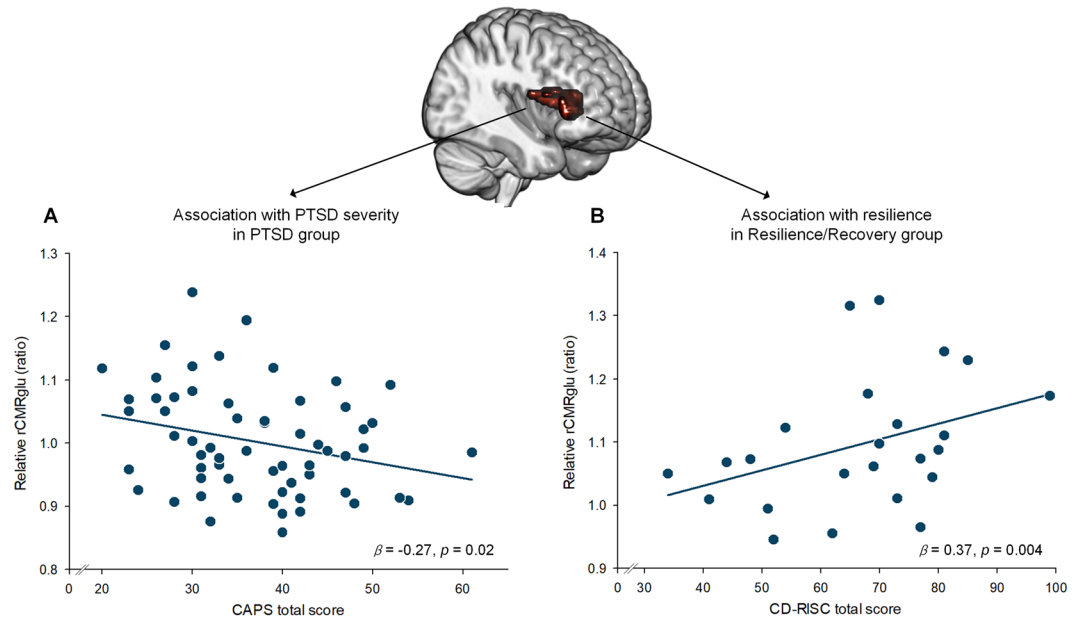 A
Association with PTSD severity
in PTSD group
Relative rCMRglu (ratio)
1.3
1.2
1.1
1.0
0.9
0.8
β = -0.27, p = 0.02
0 20 30 40 50 60
CAPS total score
B
Association with resilience
in Resilience/Recovery group
Relative rCMRglu (ratio)
1.4
1.3
1.2
1.1
1.0
0.9
β = 0.37, p = 0.004
0 30 40 50 60 70 80 90 100
CD-RISC total score